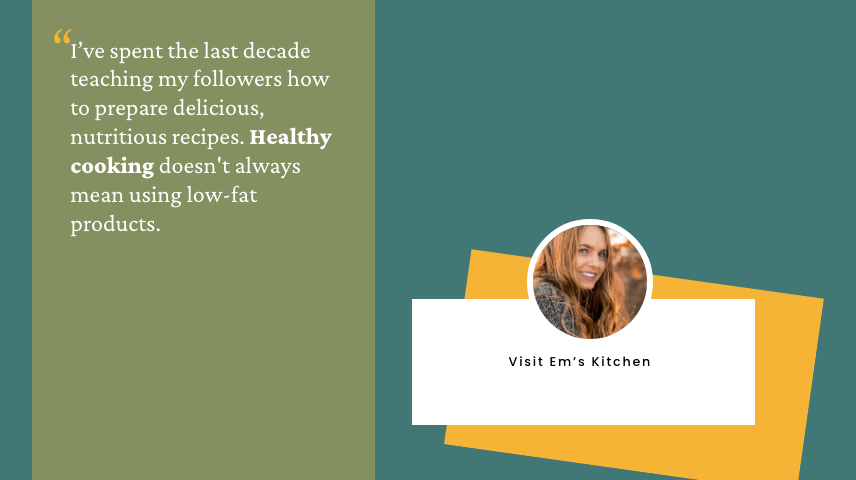 “I’ve spent the last decade
teaching my followers how
to prepare delicious,
nutritious recipes. Healthy
cooking doesn't always
mean using low-fat
products.
Visit Em’s Kitchen